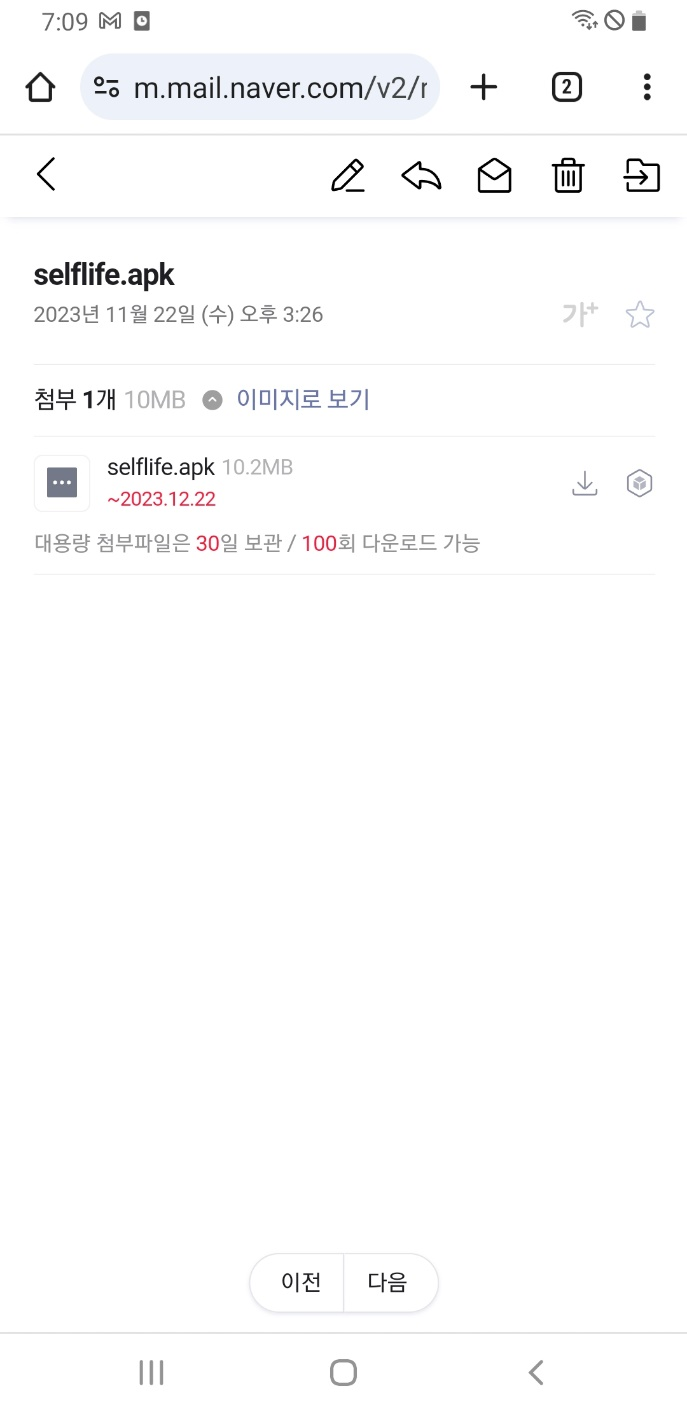 7:09
m.mail.naver.com/v2/r
2
selflife.apk
2023년 11월 22일 (수) 오후 3:26
가+
첨부 1개 10MB 이미지로 보기
selflife.apk 10.2MB
~2023.12.22
대용량 첨부파일은 30일 보관 / 100회 다운로드 가능
이전 다음